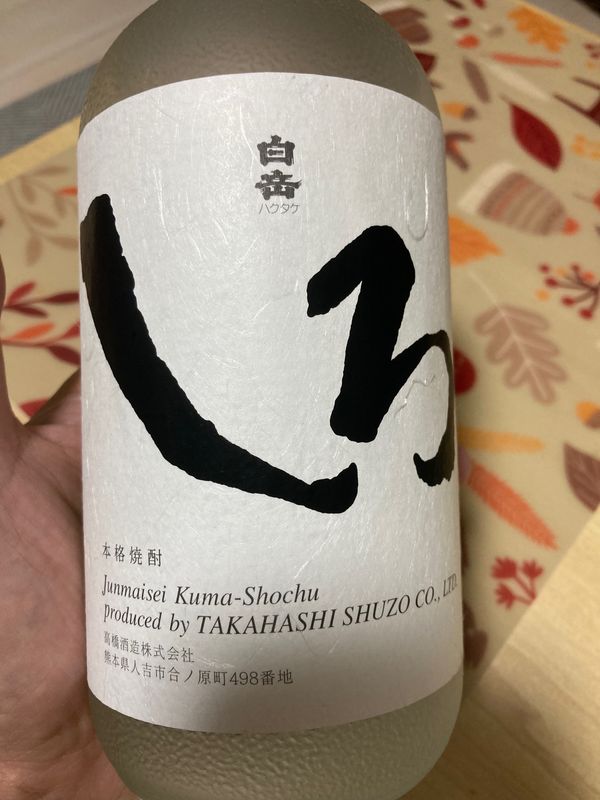 白岳
ハクタケ
しろ
本格焼酎
Junmaisei Kuma-Shochu
produced by TAKAHASHI SHUZO CO., LTD.
高橋酒造株式会社
熊本県人吉市合ノ原町498番地